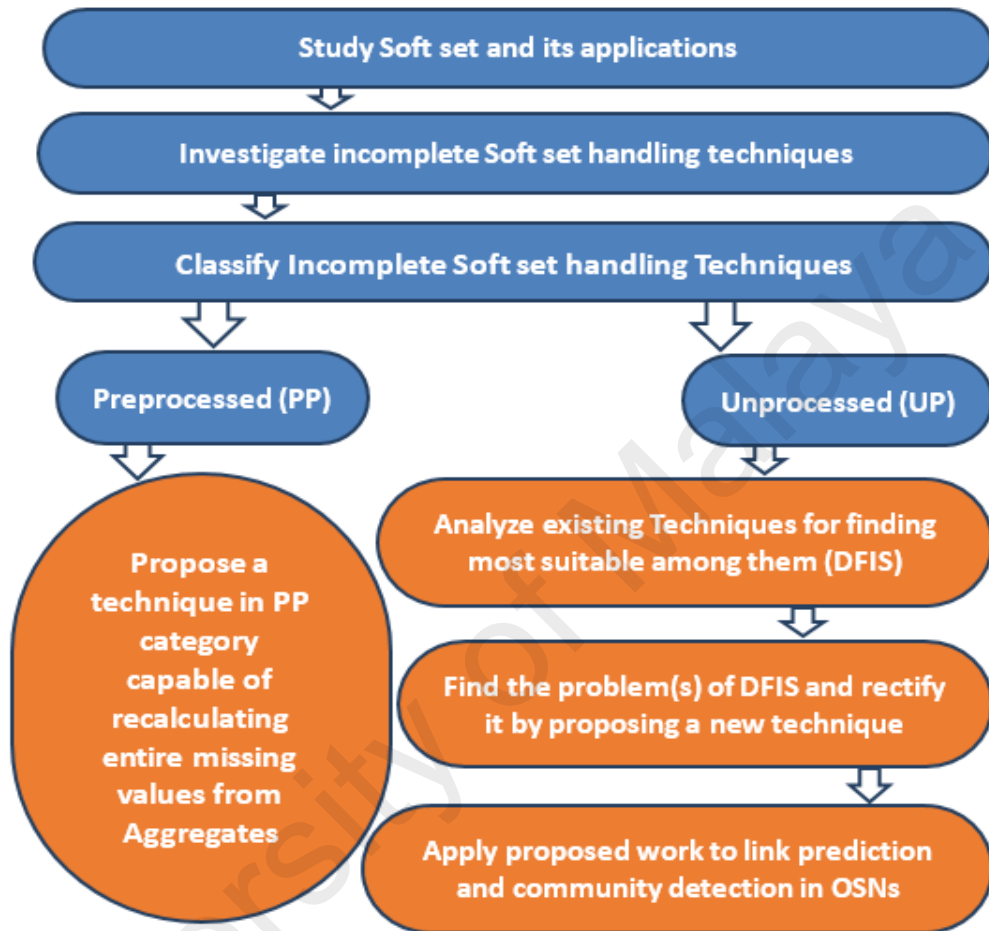 Study Soft set and its applications
Investigate incomplete Soft set handling techniques
Classify Incomplete Soft set handling Techniques
Preprocessed (PP)
Unprocessed (UP)
Propose a
technique in PP
category
capable of
recalculating
entire missing
values from
Aggregates
Analyze existing Techniques for finding
most suitable among them (DFIS)
Find the problem(s) of DFIS and rectify
it by proposing a new technique
Apply proposed work to link prediction
and community detection in OSNs
ersity of Malaya